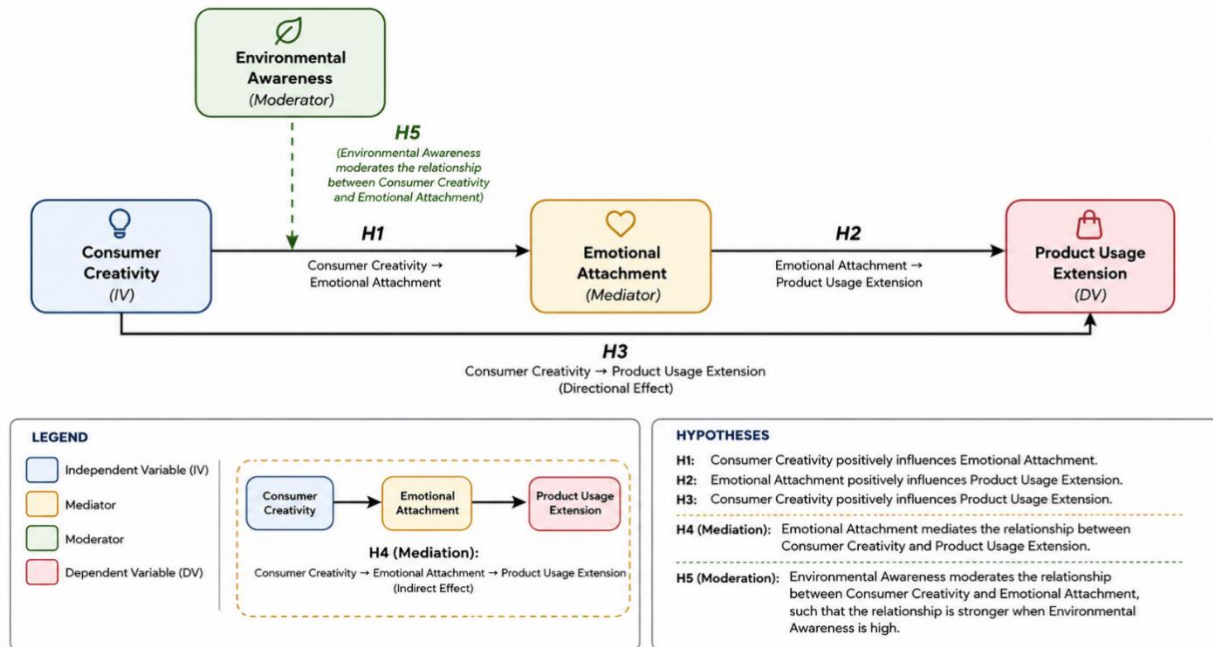 Environmental
Awareness
(Moderator)
H5
(Environmental Awareness
moderates the relationship
between Consumer Creativity
and Emotional Attachment)
Consumer
Creativity
(IV)
H1
Consumer Creativity →
Emotional Attachment
Emotional
Attachment
(Mediator)
H2
Emotional Attachment →
Product Usage Extension
Product Usage
Extension
(DV)
H3
Consumer Creativity → Product Usage Extension
(Directional Effect)
LEGEND
Independent Variable (IV)
Mediator
Moderator
Dependent Variable (DV)
Consumer
Creativity
Emotional
Attachment
Product Usage
Extension
H4 (Mediation):
Consumer Creativity → Emotional Attachment → Product Usage Extension
(Indirect Effect)
HYPOTHESES
H1: Consumer Creativity positively influences Emotional Attachment.
H2: Emotional Attachment positively influences Product Usage Extension.
H3: Consumer Creativity positively influences Product Usage Extension.
H4 (Mediation): Emotional Attachment mediates the relationship between
Consumer Creativity and Product Usage Extension.
H5 (Moderation): Environmental Awareness moderates the relationship
between Consumer Creativity and Emotional Attachment,
such that the relationship is stronger when Environmental
Awareness is high.